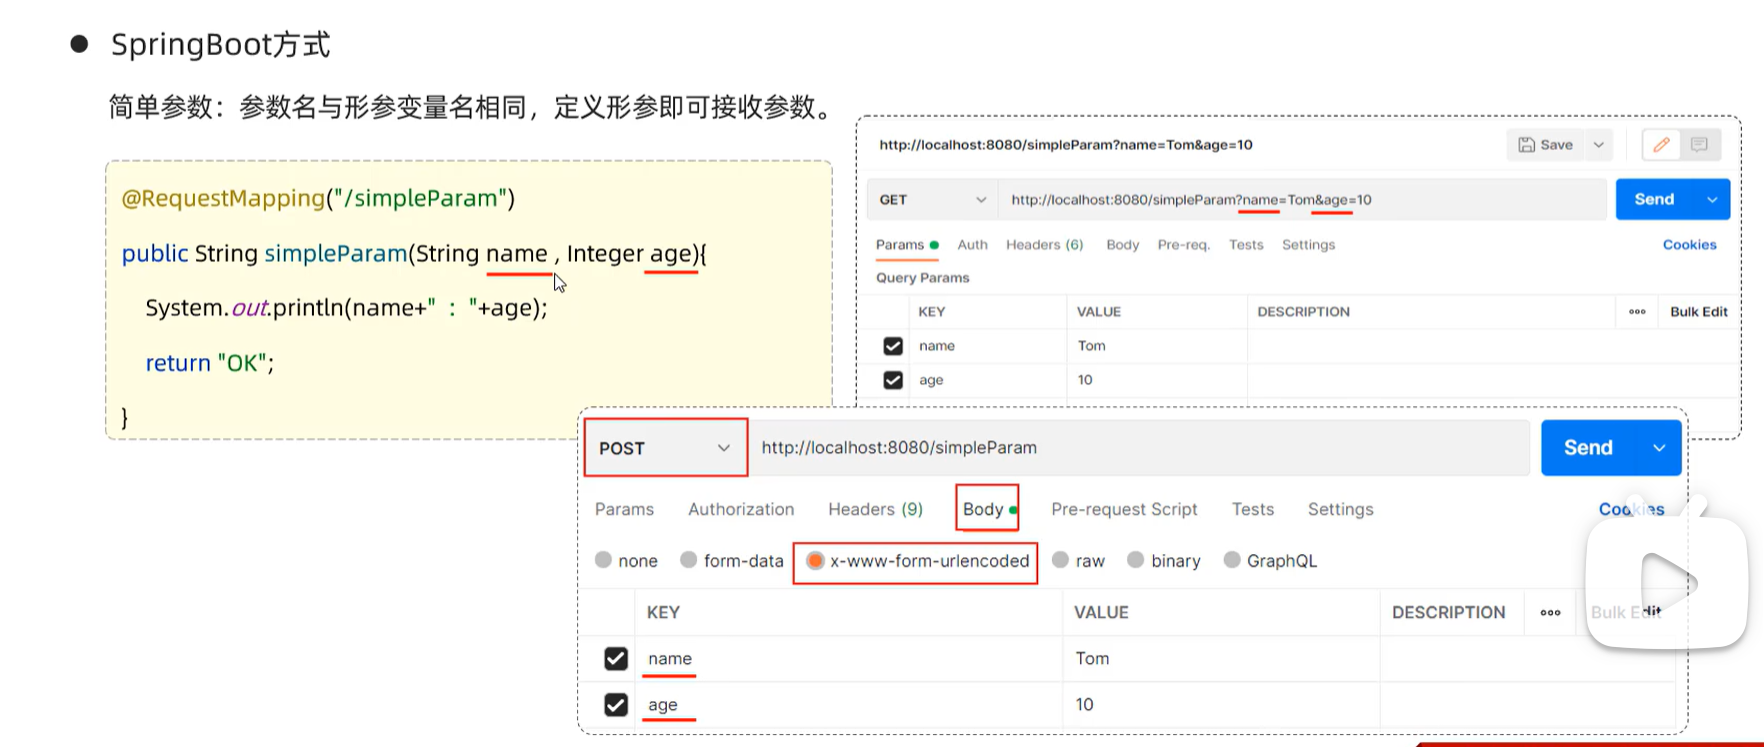 SpringBoot方式
简单参数：参数名与形参变量名相同，定义形参即可接收参数。
@RequestMapping("/simpleParam")
public String simpleParam(String name , Integer age){
System.out.println(name+" : "+age);
return "OK";
}
http://localhost:8080/simpleParam?name=Tom&age=10
Save
GET
http://localhost:8080/simpleParam?name=Tom&age=10
Send
Params Auth Headers (6) Body Pre-req. Tests Settings Cookies
Query Params
KEY VALUE DESCRIPTION ooo Bulk Edit
name Tom
age 10
POST http://localhost:8080/simpleParam Send
Params Authorization Headers (9) Body Pre-request Script Tests Settings Cookies
none form-data x-www-form-urlencoded raw binary GraphQL
KEY VALUE DESCRIPTION ooo Bulk Edit
name Tom
age 10